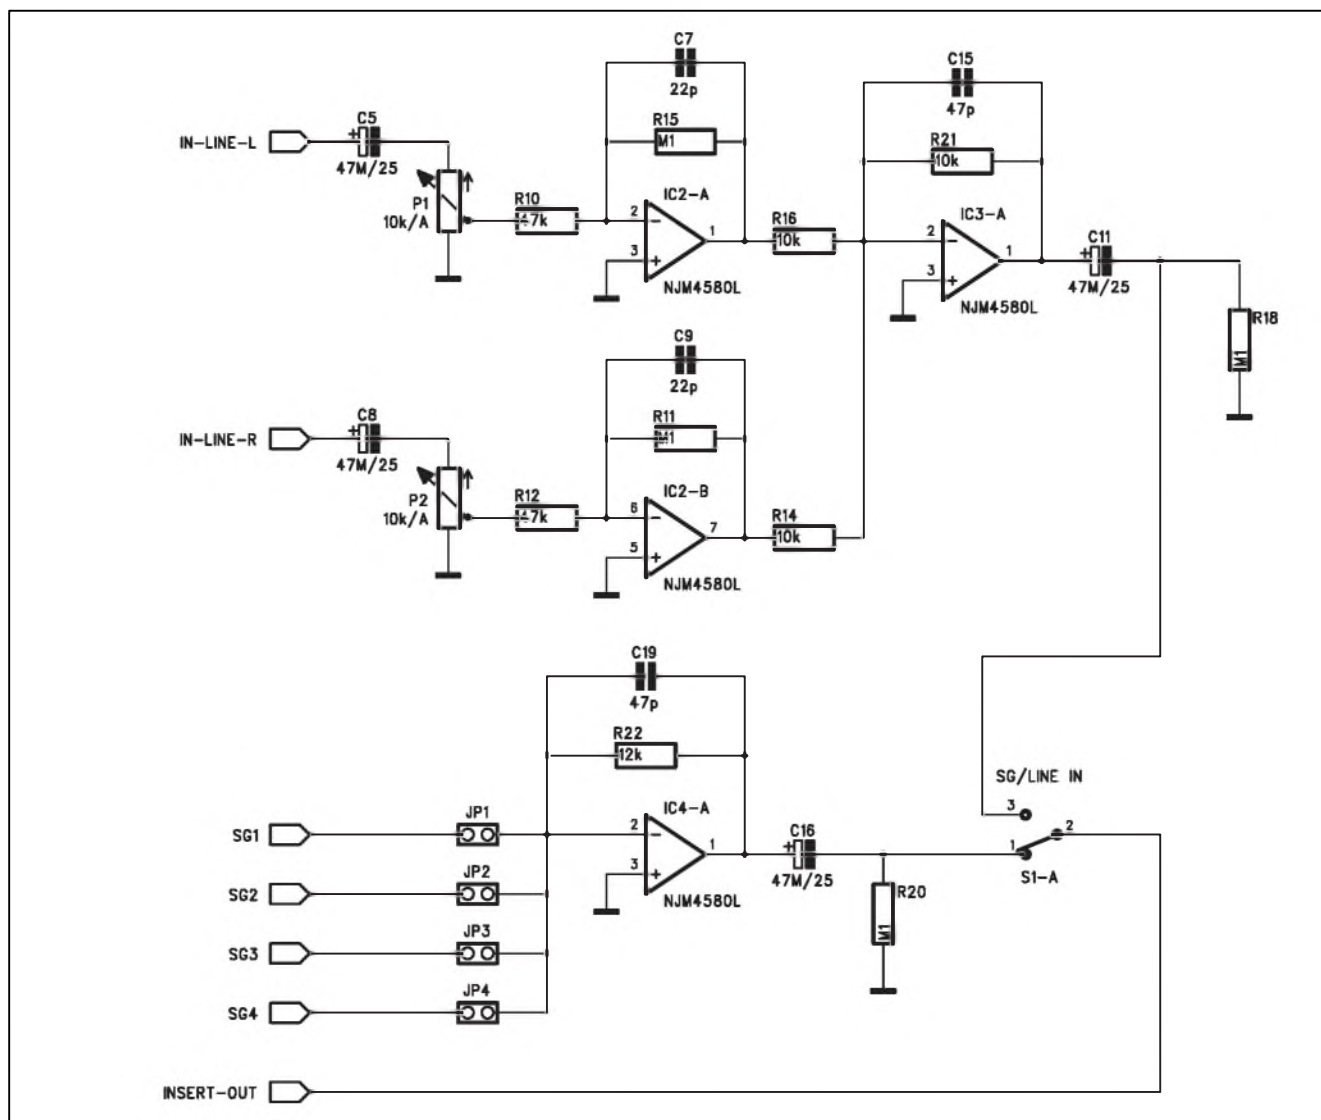 C7
22p
C15
47p
C5
IN-LINE-L
47M/25
R15
M1
R21
10k
P1
10k/A
R10
47k
IC2-A
2
3
1
NJM4580L
R16
10k
IC3-A
2
3
1
NJM4580L
C11
47M/25
R18
M1
C9
22p
C8
IN-LINE-R
47M/25
R11
M1
P2
10k/A
R12
47k
IC2-B
6
5
7
NJM4580L
R14
10k
C19
47p
R22
12k
SG/LINE IN
3
2
1
S1-A
SG1
JP1
IC4-A
2
3
1
NJM4580L
C16
47M/25
R20
M1
SG2
JP2
SG3
JP3
SG4
JP4
INSERT-OUT